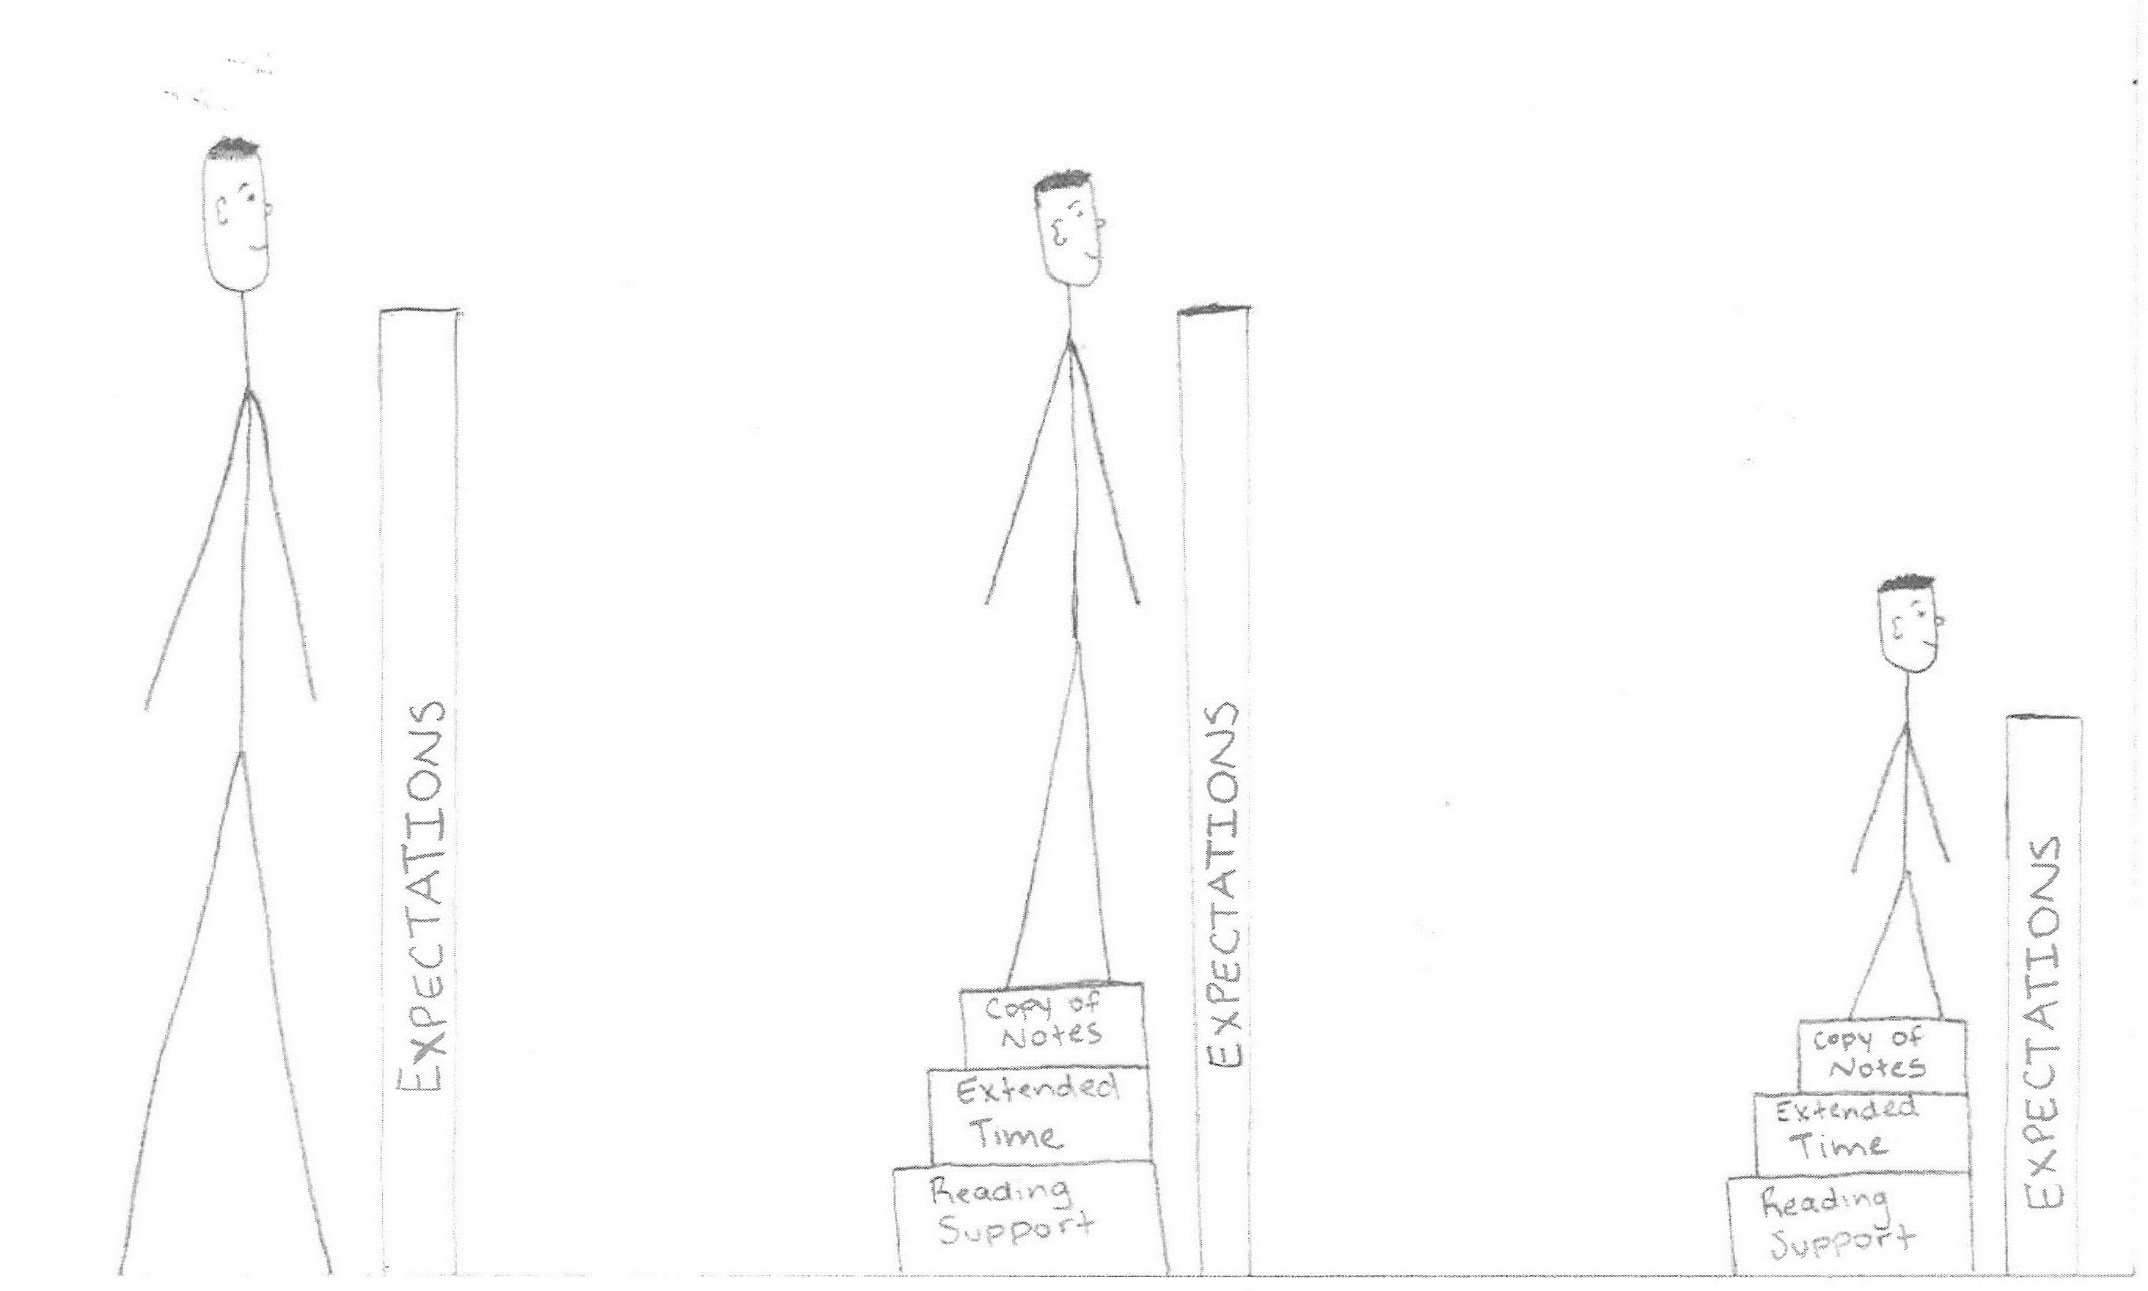 EXPECTATIONS
Copy of
Notes
Extended
Time
Reading
Support
EXPECTATIONS
Copy of
Notes
Extended
Time
Reading
Support
EXPECTATIONS